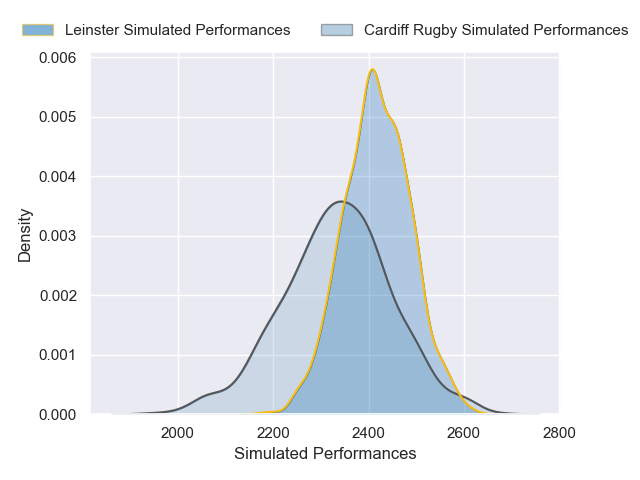 Leinster Simulated Performances Cardiff Rugby Simulated Performances
0.006
0.005
0.004
0.003
0.002
0.001
0.000
Density
2000 2200 2400 2600 2800
Simulated Performances